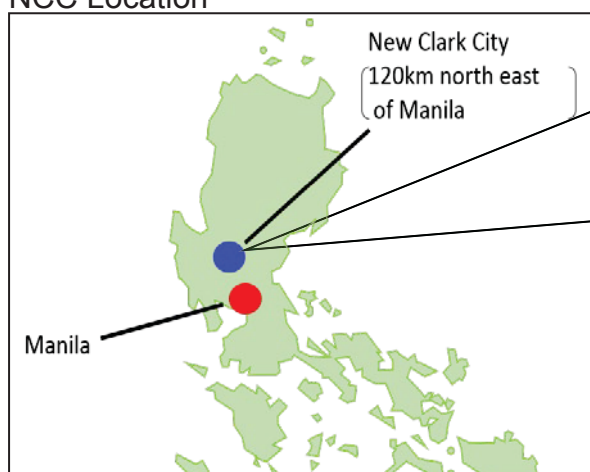 NCC Location
New Clark City
(120km north east
of Manila)
Manila